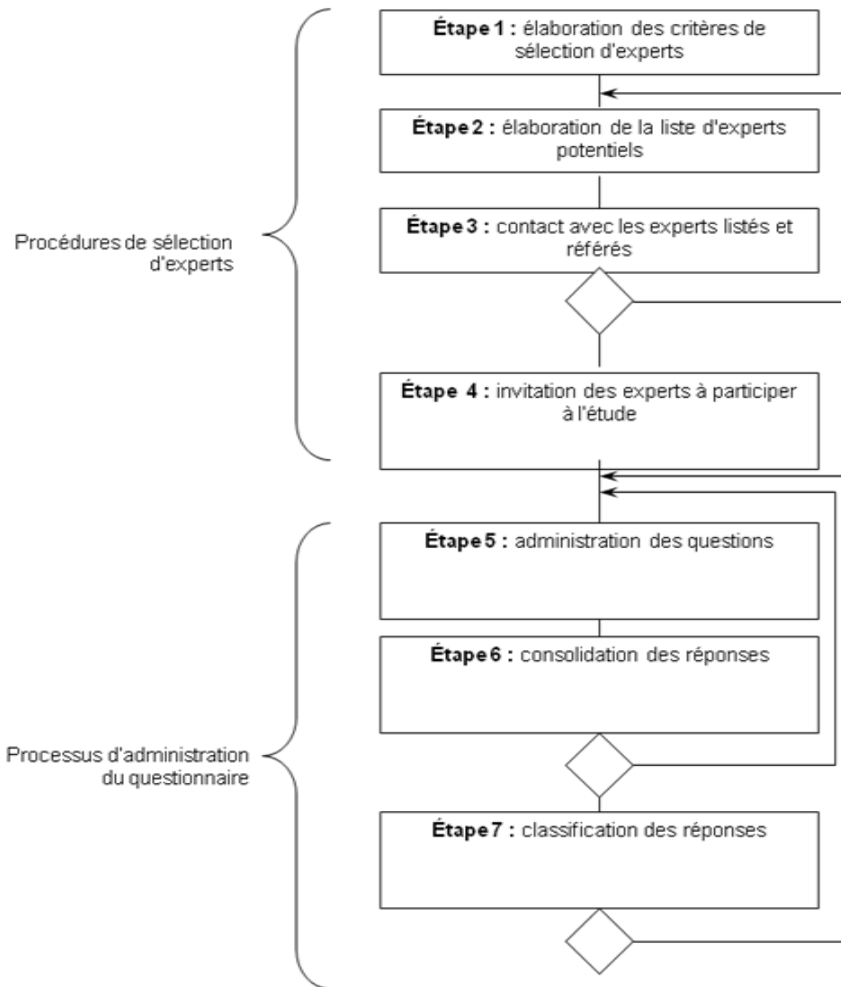 Étape 1 : élaboration des critères de
sélection d'experts
Étape 2 : élaboration de la liste d'experts
potentiels
Étape 3 : contact avec les experts listés et
référés
Procédures de sélection
d'experts
Étape 4 : invitation des experts à participer
à l'étude
Étape 5 : administration des questions
Étape 6 : consolidation des réponses
Processus d'administration
du questionnaire
Étape 7 : classification des réponses